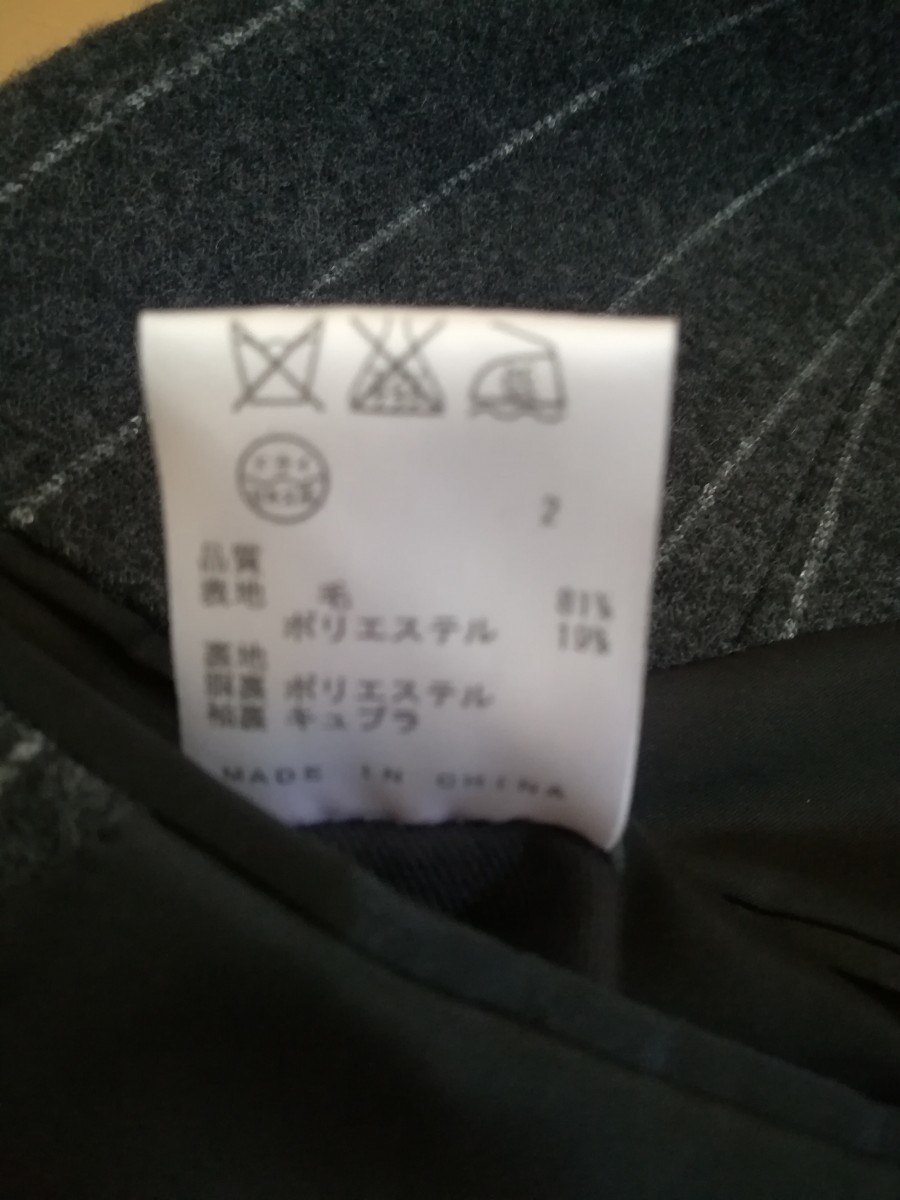 2
品質
表地 毛 81%
ポリエステル 19%
裏地
胴裏 ポリエステル
袖裏 キュプラ
MADE IN CHINA